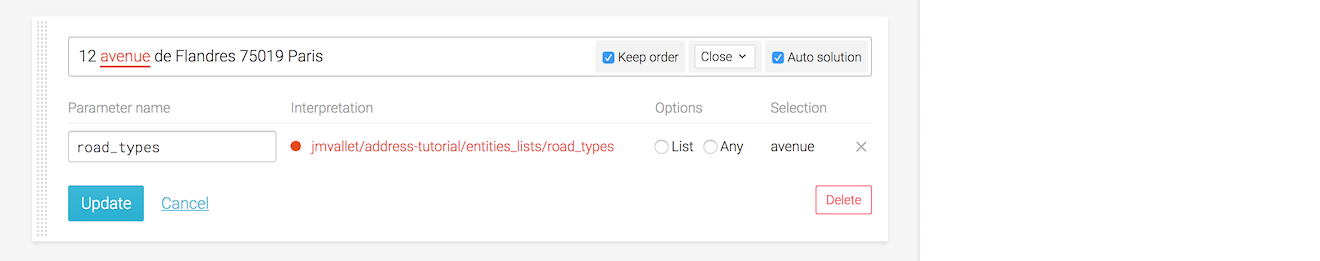 12 avenue de Flandres 75019 Paris Keep order Close Auto solution
Parameter name Interpretation Options Selection
road_types jmvallet/address-tutorial/entities_lists/road_types List Any avenue
Update Cancel Delete